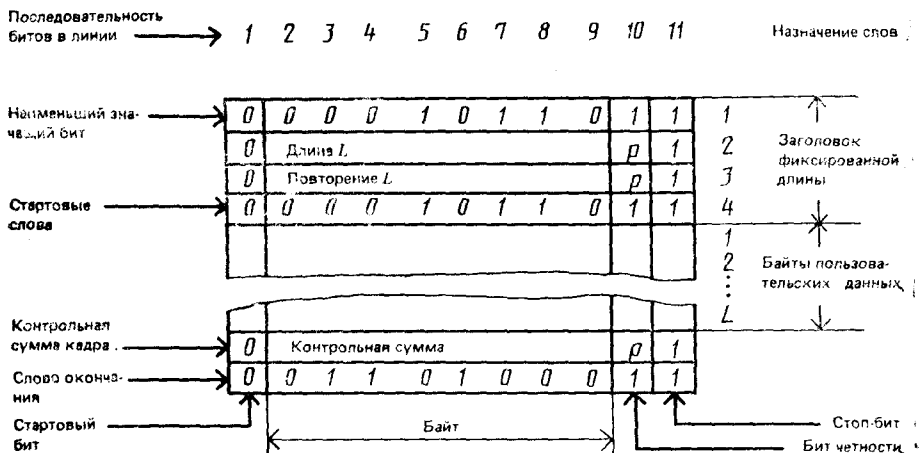 Последовательность
битов в линии 1 2 3 4 5 6 7 8 9 10 11 Назначение слов
Наименьший зна-
чащий бит 0 0 0 0 1 0 1 1 0 1 1 1
0 Длина L p 1 2 Заголовок
фиксированной
длины
0 Повторение L p 1 3
Стартовые
слова 0 0 0 0 1 0 1 1 0 1 1 4
1
2 Байты пользова-
тельских данных
⋮
L
Контрольная
сумма кадра 0 Контрольная сумма p 1
Слово оконча-
ния 0 0 1 1 0 1 0 0 0 1 1
Стартовый
бит
Байт
Стоп-бит
Бит четности